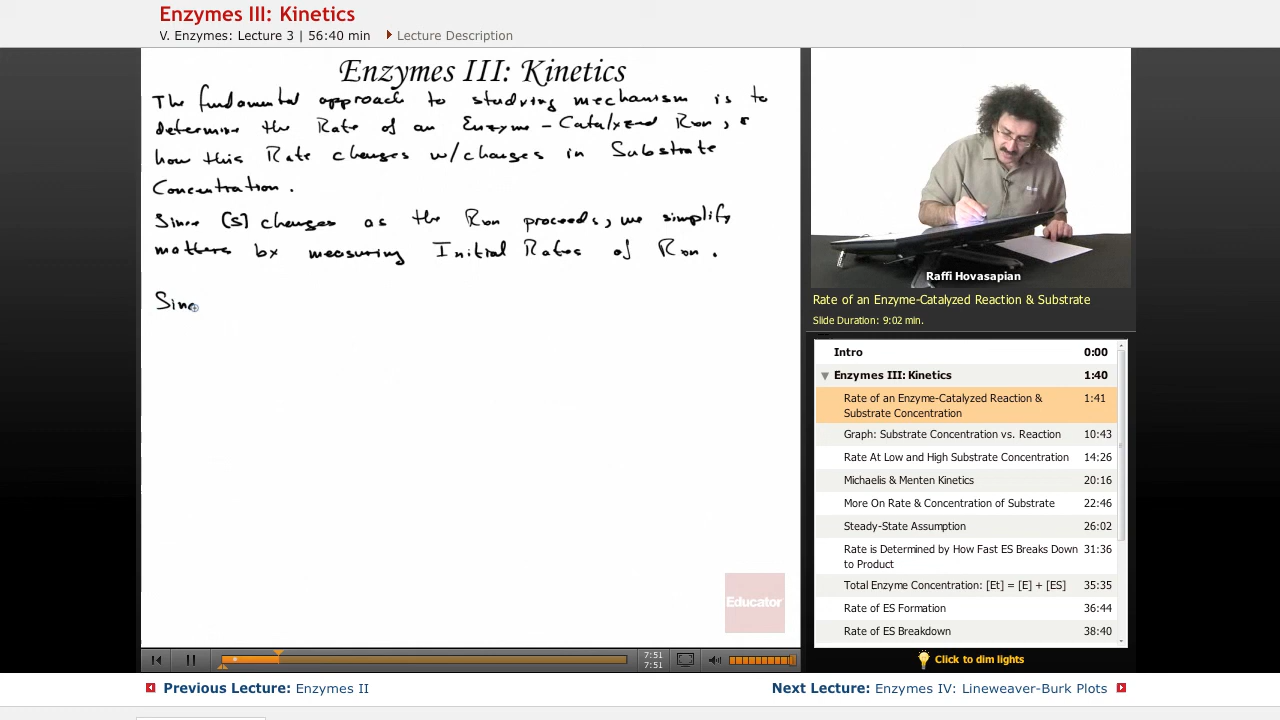 Enzymes III: Kinetics
V. Enzymes: Lecture 3 | 56:40 min Lecture Description
Enzymes III: Kinetics
The fundamental approach to studying mechanism is to
determine the Rate of an Enzyme-Catalyzed Rxn, &
how this Rate changes w/changes in Substrate
Concentration.
Since [S] changes as the Rxn proceeds, we simplify
matters by measuring Initial Rates of Rxn.
Sinc
Educator
Raffi Hovasapian
Rate of an Enzyme-Catalyzed Reaction & Substrate
Slide Duration: 9:02 min.
Intro 0:00
Enzymes III: Kinetics 1:40
Rate of an Enzyme-Catalyzed Reaction & 1:41
Substrate Concentration
Graph: Substrate Concentration vs. Reaction 10:43
Rate At Low and High Substrate Concentration 14:26
Michaelis & Menten Kinetics 20:16
More On Rate & Concentration of Substrate 22:46
Steady-State Assumption 26:02
Rate is Determined by How Fast ES Breaks Down 31:36
to Product
Total Enzyme Concentration: [Et] = [E] + [ES] 35:35
Rate of ES Formation 36:44
Rate of ES Breakdown 38:40
7:51
7:51
Click to dim lights
Previous Lecture: Enzymes II
Next Lecture: Enzymes IV: Lineweaver-Burk Plots